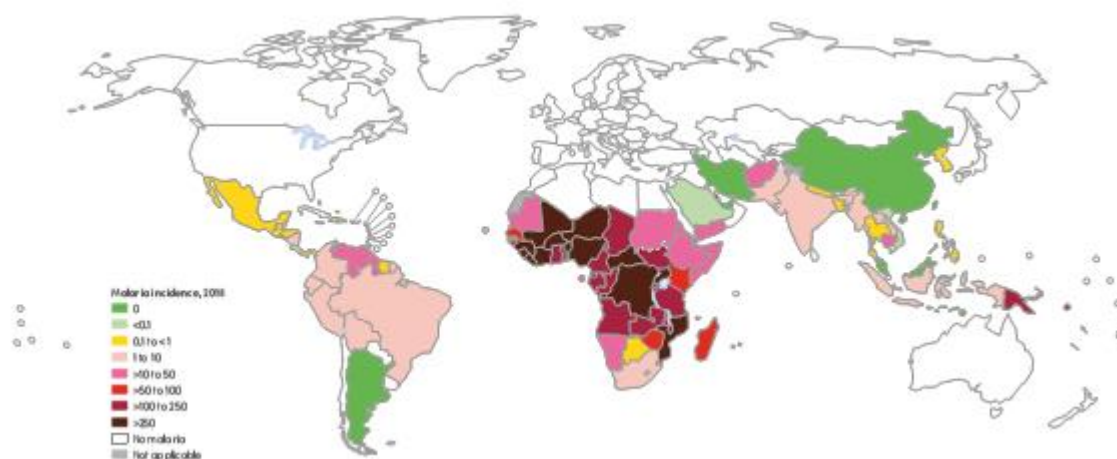 Malaria incidence, 2018
0
<0.1
0.1 to <1
1 to 10
>10 to 50
>50 to 100
>100 to 250
>250
No malaria
Not applicable